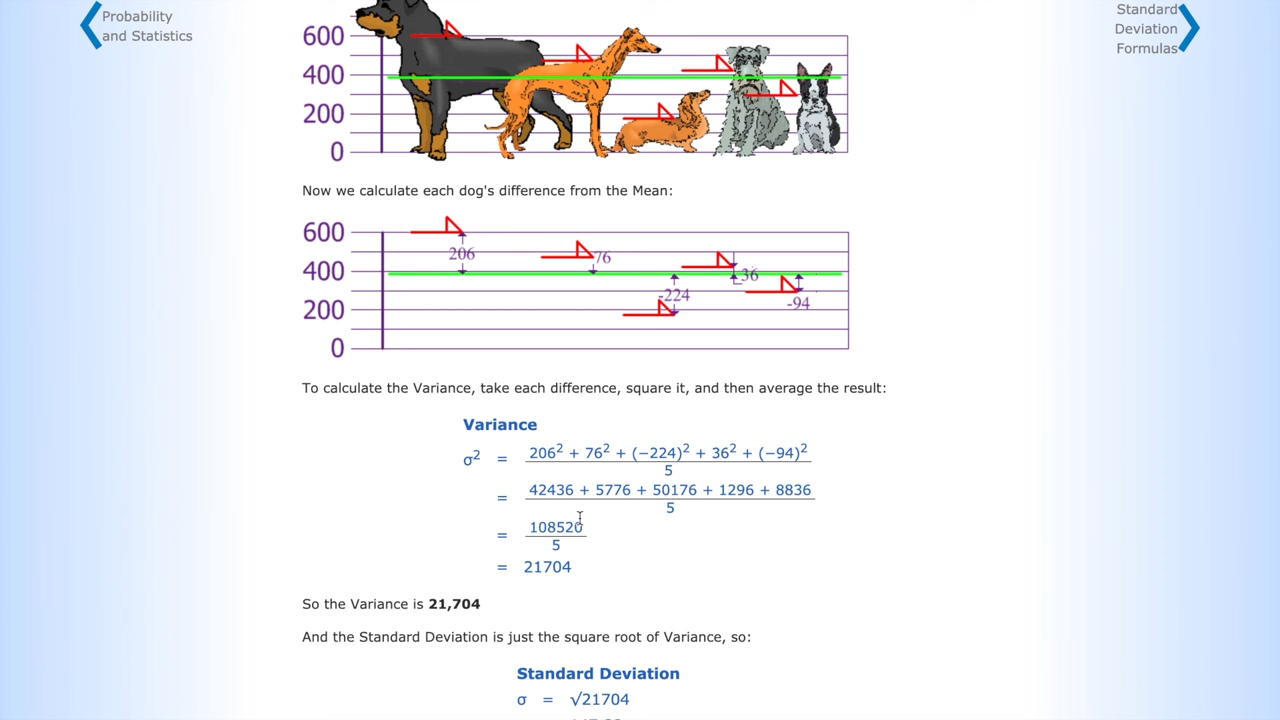 Probability
and Statistics
Standard
Deviation
Formulas
600
400
200
0
Now we calculate each dog's difference from the Mean:
600
206
76
400
36
-224
-94
200
0
To calculate the Variance, take each difference, square it, and then average the result:
Variance
σ² = 206² + 76² + (−224)² + 36² + (−94)²
5
= 42436 + 5776 + 50176 + 1296 + 8836
5
= 108520
5
= 21704
So the Variance is 21,704
And the Standard Deviation is just the square root of Variance, so:
Standard Deviation
σ = √21704